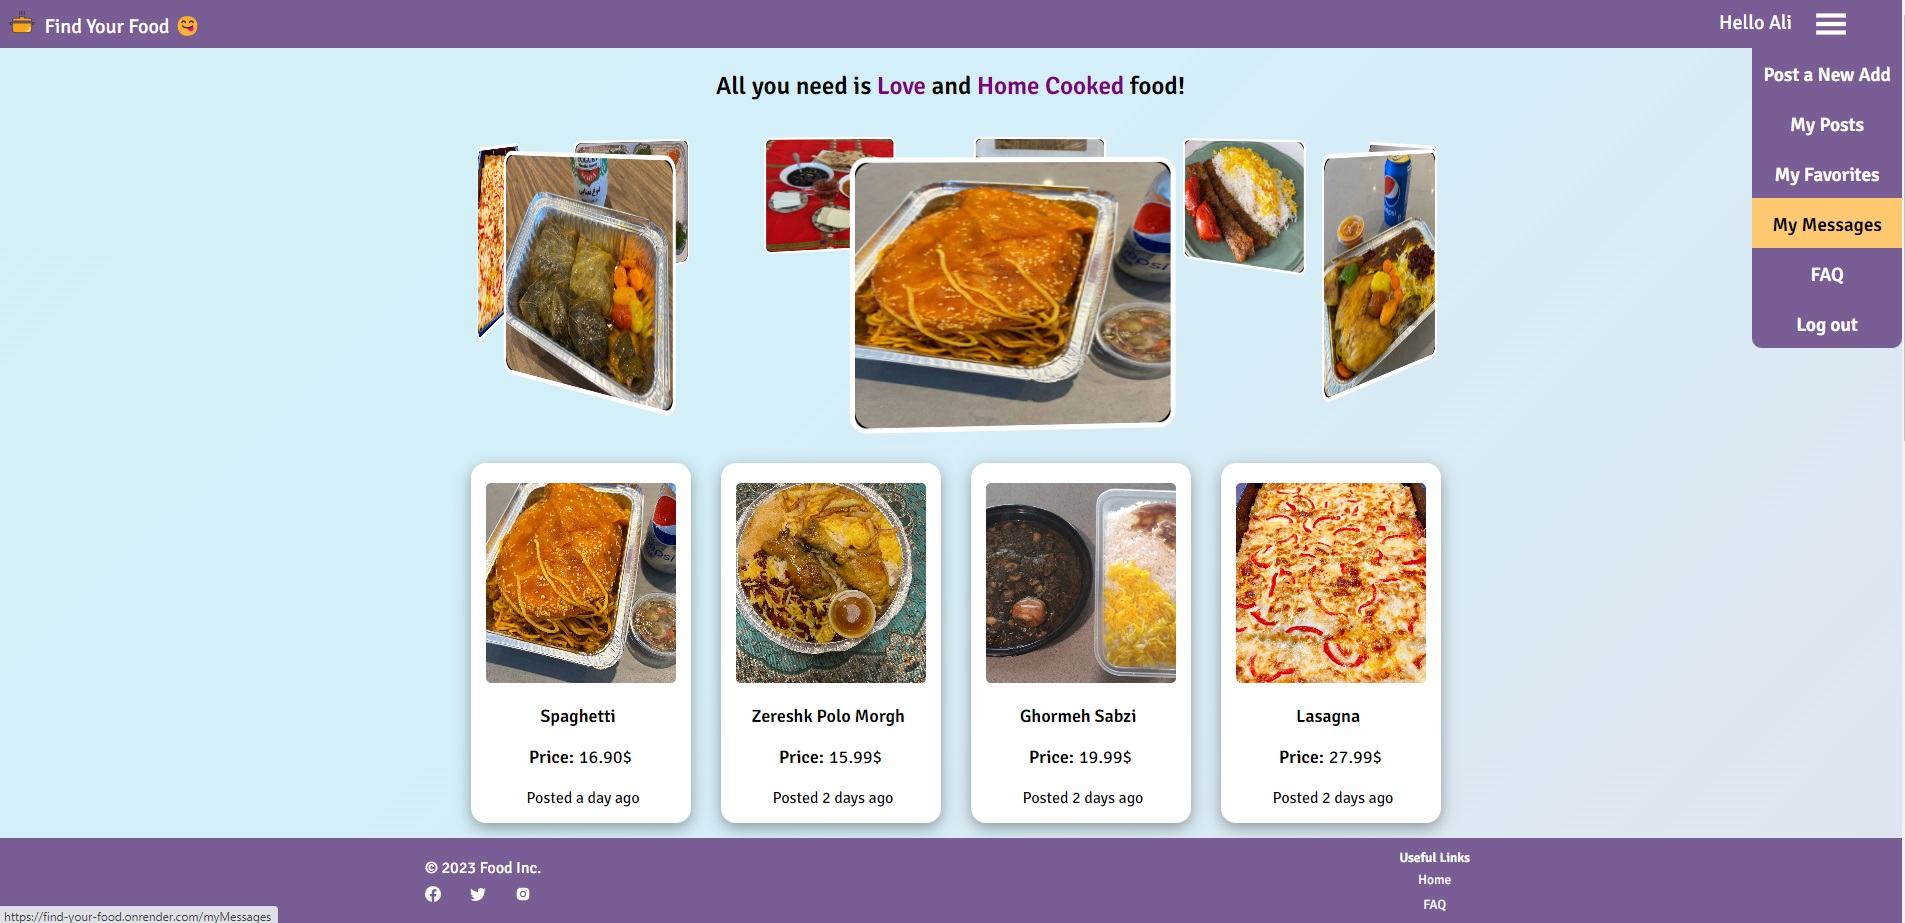 Find Your Food 😋
Hello Ali
Post a New Add
My Posts
My Favorites
My Messages
FAQ
Log out
All you need is Love and Home Cooked food!
pepsi
Spaghetti
Price: 16.90$
Posted a day ago
Zereshk Polo Morgh
Price: 15.99$
Posted 2 days ago
Ghormeh Sabzi
Price: 19.99$
Posted 2 days ago
Lasagna
Price: 27.99$
Posted 2 days ago
© 2023 Food Inc.
Useful Links
Home
FAQ
https://find-your-food.onrender.com/myMessages